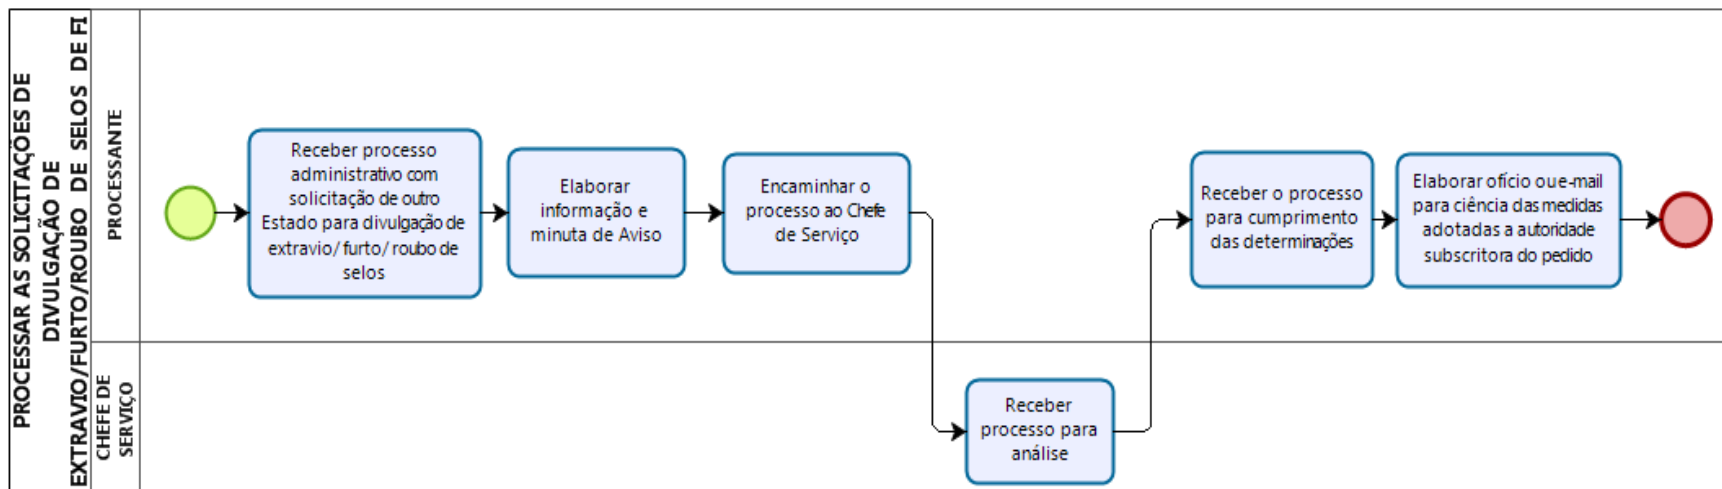 PROCESSAR AS SOLICITAÇÕES DE
DIVULGAÇÃO DE
EXTRAVIO/FURTO/ROUBO DE SELOS DE FI
PROCESSANTE
Receber processo
administrativo com
solicitação de outro
Estado para divulgação de
extravio/ furto/ roubo de
selos
Elaborar
informação e
minuta de Aviso
Encaminhar o
processo ao Chefe
de Serviço
Receber o processo
para cumprimento
das determinações
Elaborar ofício ou e-mail
para ciência das medidas
adotadas a autoridade
subscritora do pedido
CHEFE DE
SERVIÇO
Receber
processo para
análise